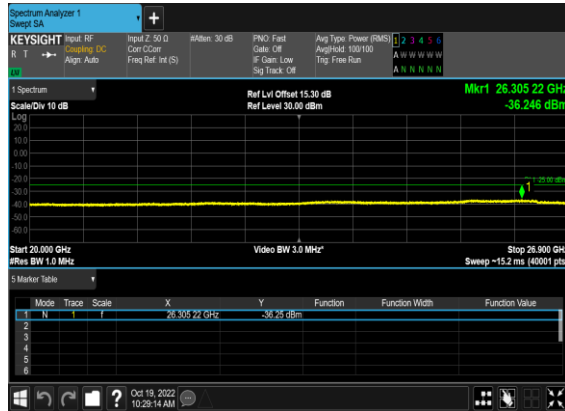 Spectrum Analyzer 1
Swept SA
+
KEYSIGHT Input: RF Input Z: 50 Ω #Atten: 30 dB PNO: Fast Avg Type: Power (RMS) 1 2 3 4 5 6
R T Coupling: DC Corr CCorr Gate: Off Avg|Hold: 100/100 A W W W W W
Align: Auto Freq Ref: Int (S) IF Gain: Low Trig: Free Run A N N N N N
Sig Track: Off
1 Spectrum Ref Lvl Offset 15.30 dB Mkr1 26.305 22 GHz
Scale/Div 10 dB Ref Level 30.00 dBm -36.246 dBm
Log
20.0
10.0
0.00
-10.0
-20.0
-25.00 dBm
1
-30.0
-40.0
-50.0
-60.0
Start 20.000 GHz Video BW 3.0 MHz* Stop 26.900 GHz
#Res BW 1.0 MHz Sweep ~15.2 ms (40001 pts)
5 Marker Table
Mode Trace Scale X Y Function Function Width Function Value
1 N 1 f 26.305 22 GHz -36.25 dBm
2
3
4
5
6
? Oct 19, 2022
10:29:14 AM